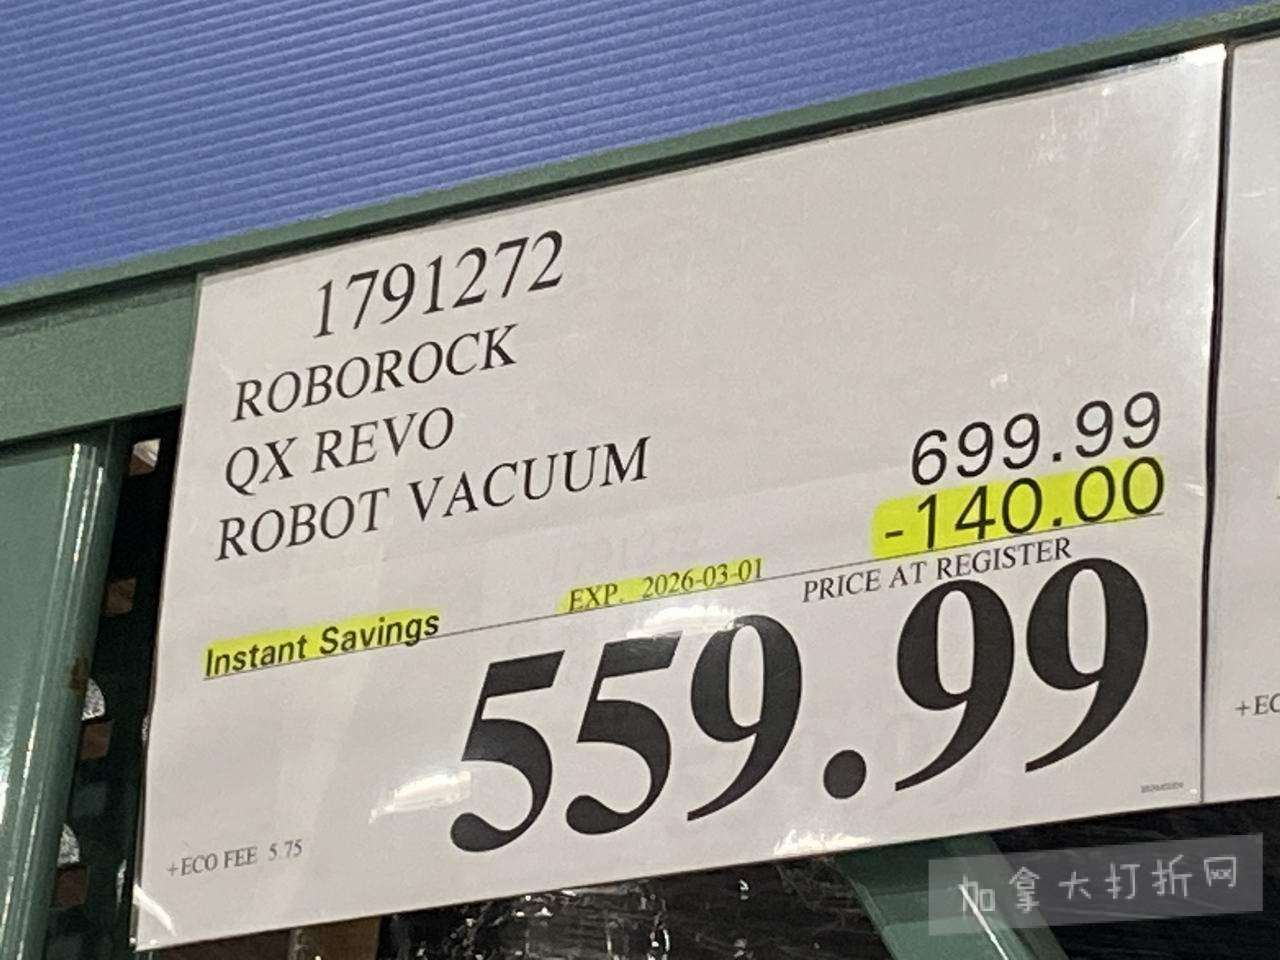 1791272
ROBOROCK
QX REVO
ROBOT VACUUM
699.99
-140.00
Instant Savings
EXP. 2026-03-01
PRICE AT REGISTER
559.99
+ECO FEE 5.75
+EC
加拿大打折网